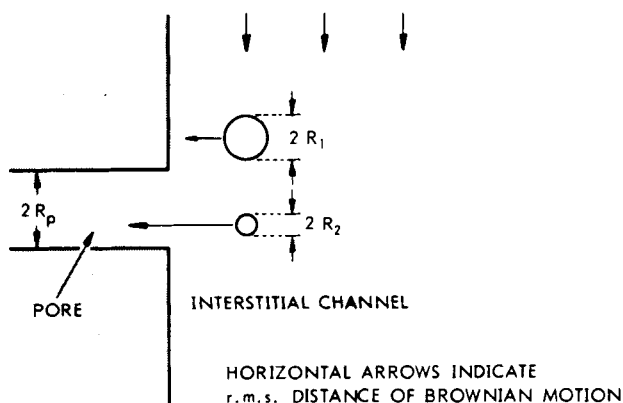 2 R₁
2 Rp
2 R₂
PORE
INTERSTITIAL CHANNEL
HORIZONTAL ARROWS INDICATE
r.m.s. DISTANCE OF BROWNIAN MOTION